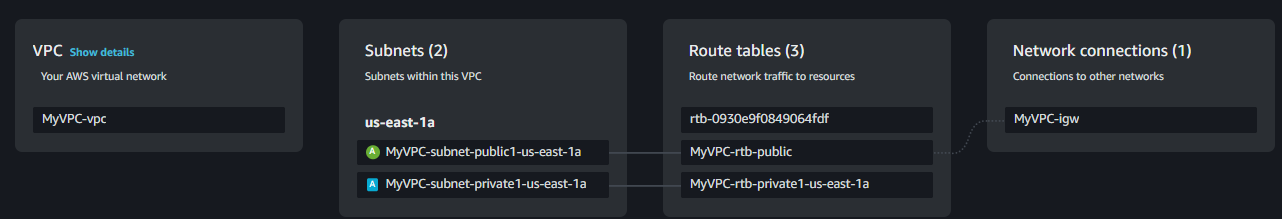 VPC Show details
Your AWS virtual network
MyVPC-vpc
Subnets (2)
Subnets within this VPC
us-east-1a
A MyVPC-subnet-public1-us-east-1a
A MyVPC-subnet-private1-us-east-1a
Route tables (3)
Route network traffic to resources
rtb-0930e9f0849064fdf
MyVPC-rtb-public
MyVPC-rtb-private1-us-east-1a
Network connections (1)
Connections to other networks
MyVPC-igw